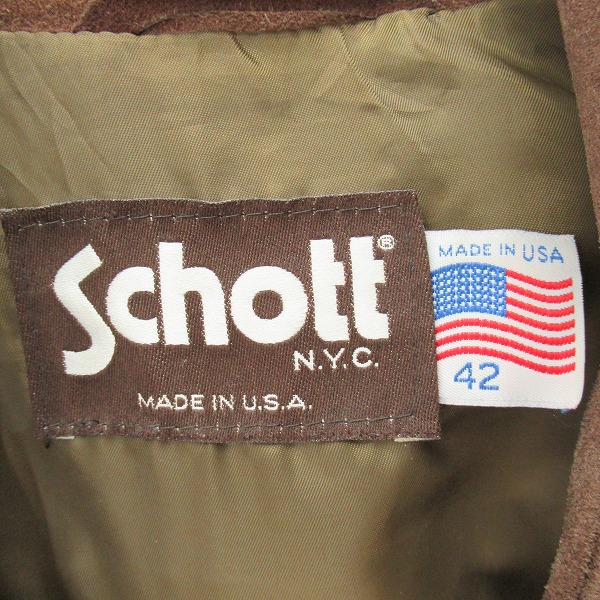 Schott®
N.Y.C.
MADE IN U.S.A.
MADE IN USA
42